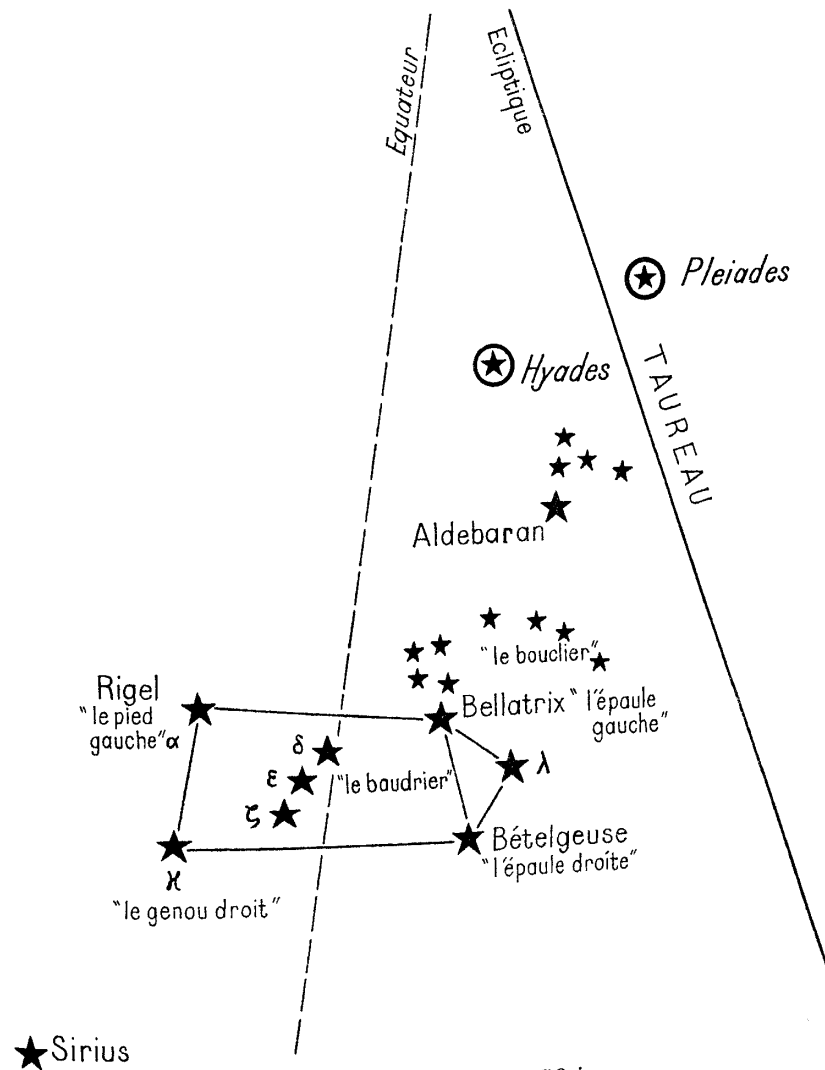 Equateur
Ecliptique
Pleiades
Hyades
TAUREAU
Aldebaran
"le bouclier"
Rigel
"le pied
gauche" α
Bellatrix "l'épaule
gauche"
δ
ε
ζ
"le baudrier"
λ
Bételgeuse
"l'épaule droite"
ϰ
"le genou droit"
Sirius